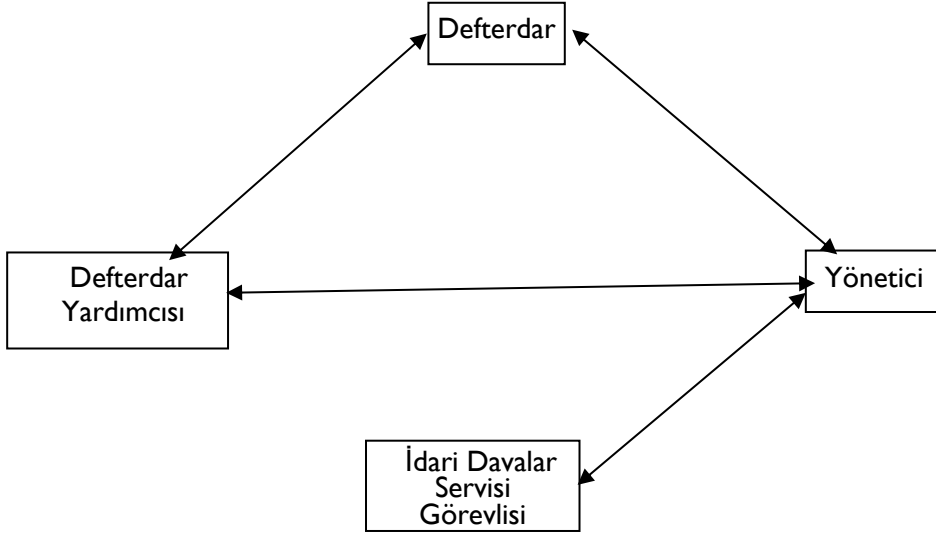 Defterdar
Defterdar
Yardımcısı
Yönetici
İdari Davalar
Servisi
Görevlisi